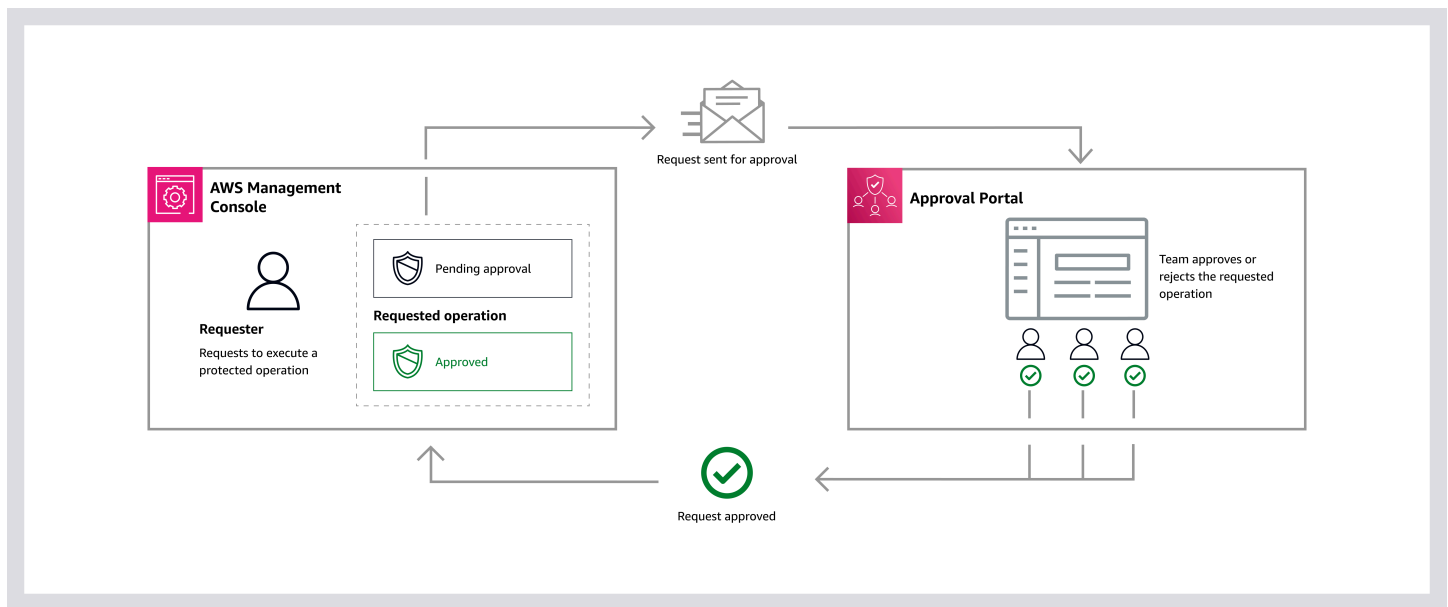 Request sent for approval
AWS Management
Console
Pending approval
Requested operation
Approved
Requester
Requests to execute a
protected operation
Approval Portal
Team approves or
rejects the requested
operation
Request approved